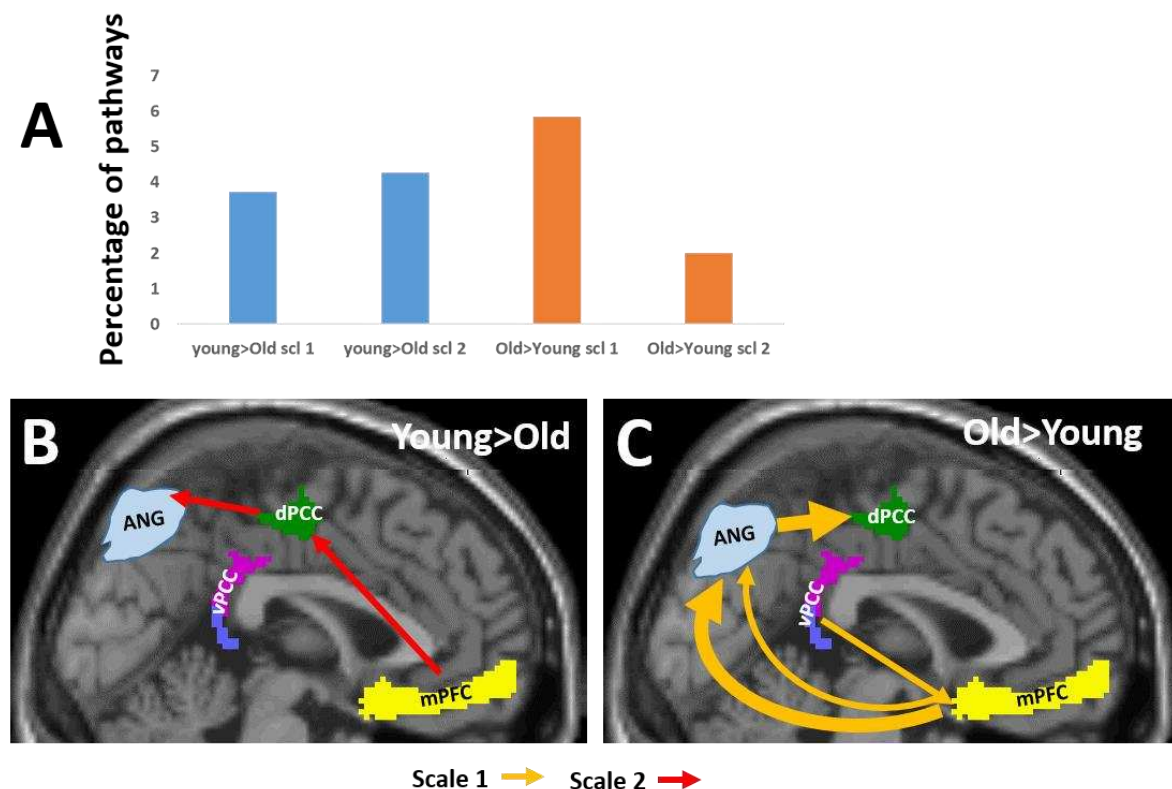 A
Percentage of pathways
7
6
5
4
3
2
1
0
young>Old scl 1
young>Old scl 2
Old>Young scl 1
Old>Young scl 2
B
Young>Old
ANG
dPCC
vPCC
mPFC
C
Old>Young
ANG
dPCC
vPCC
mPFC
Scale 1
Scale 2